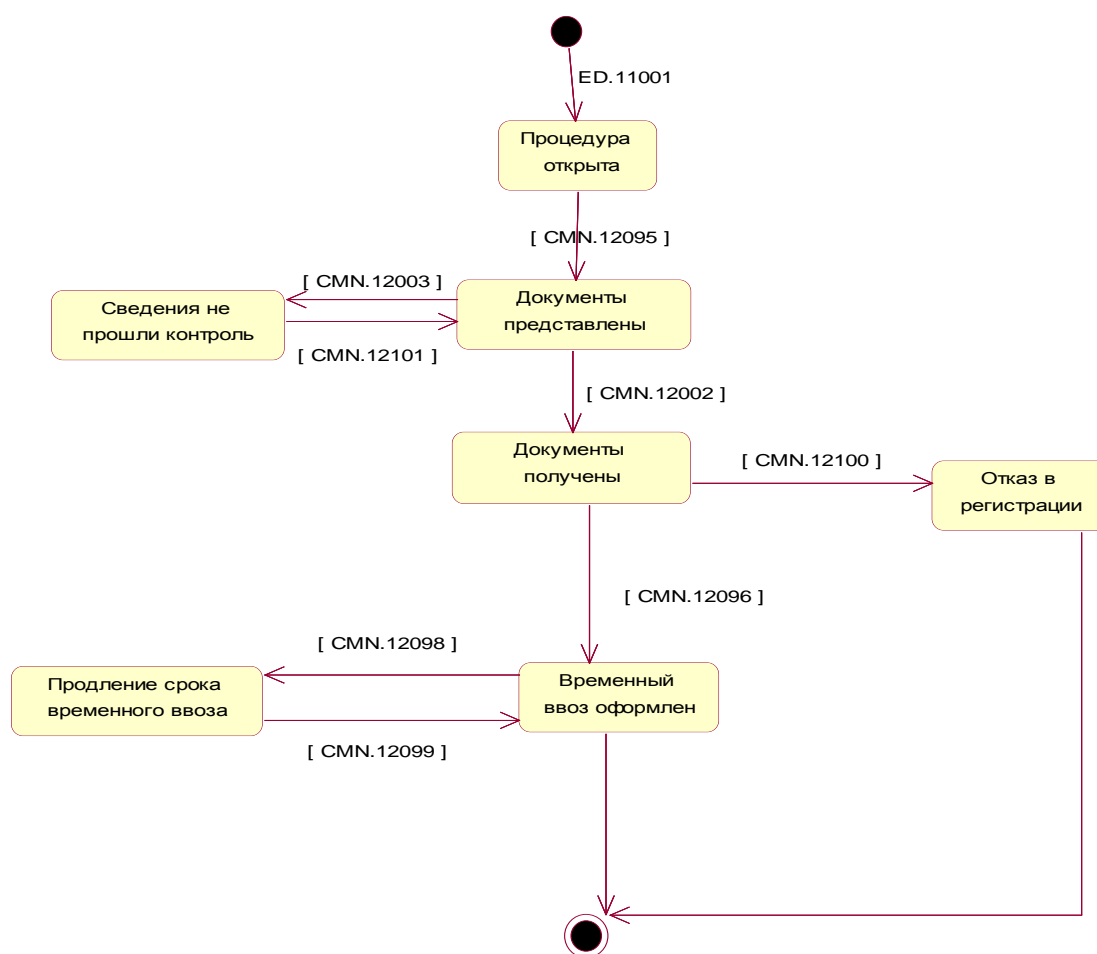 ED.11001
Процедура
открыта
[ CMN.12095 ]
[ CMN.12003 ]
Документы
представлены
Сведения не
прошли контроль
[ CMN.12101 ]
[ CMN.12002 ]
Документы
получены
[ CMN.12100 ]
Отказ в
регистрации
[ CMN.12096 ]
[ CMN.12098 ]
Продление срока
временного ввоза
Временный
ввоз оформлен
[ CMN.12099 ]